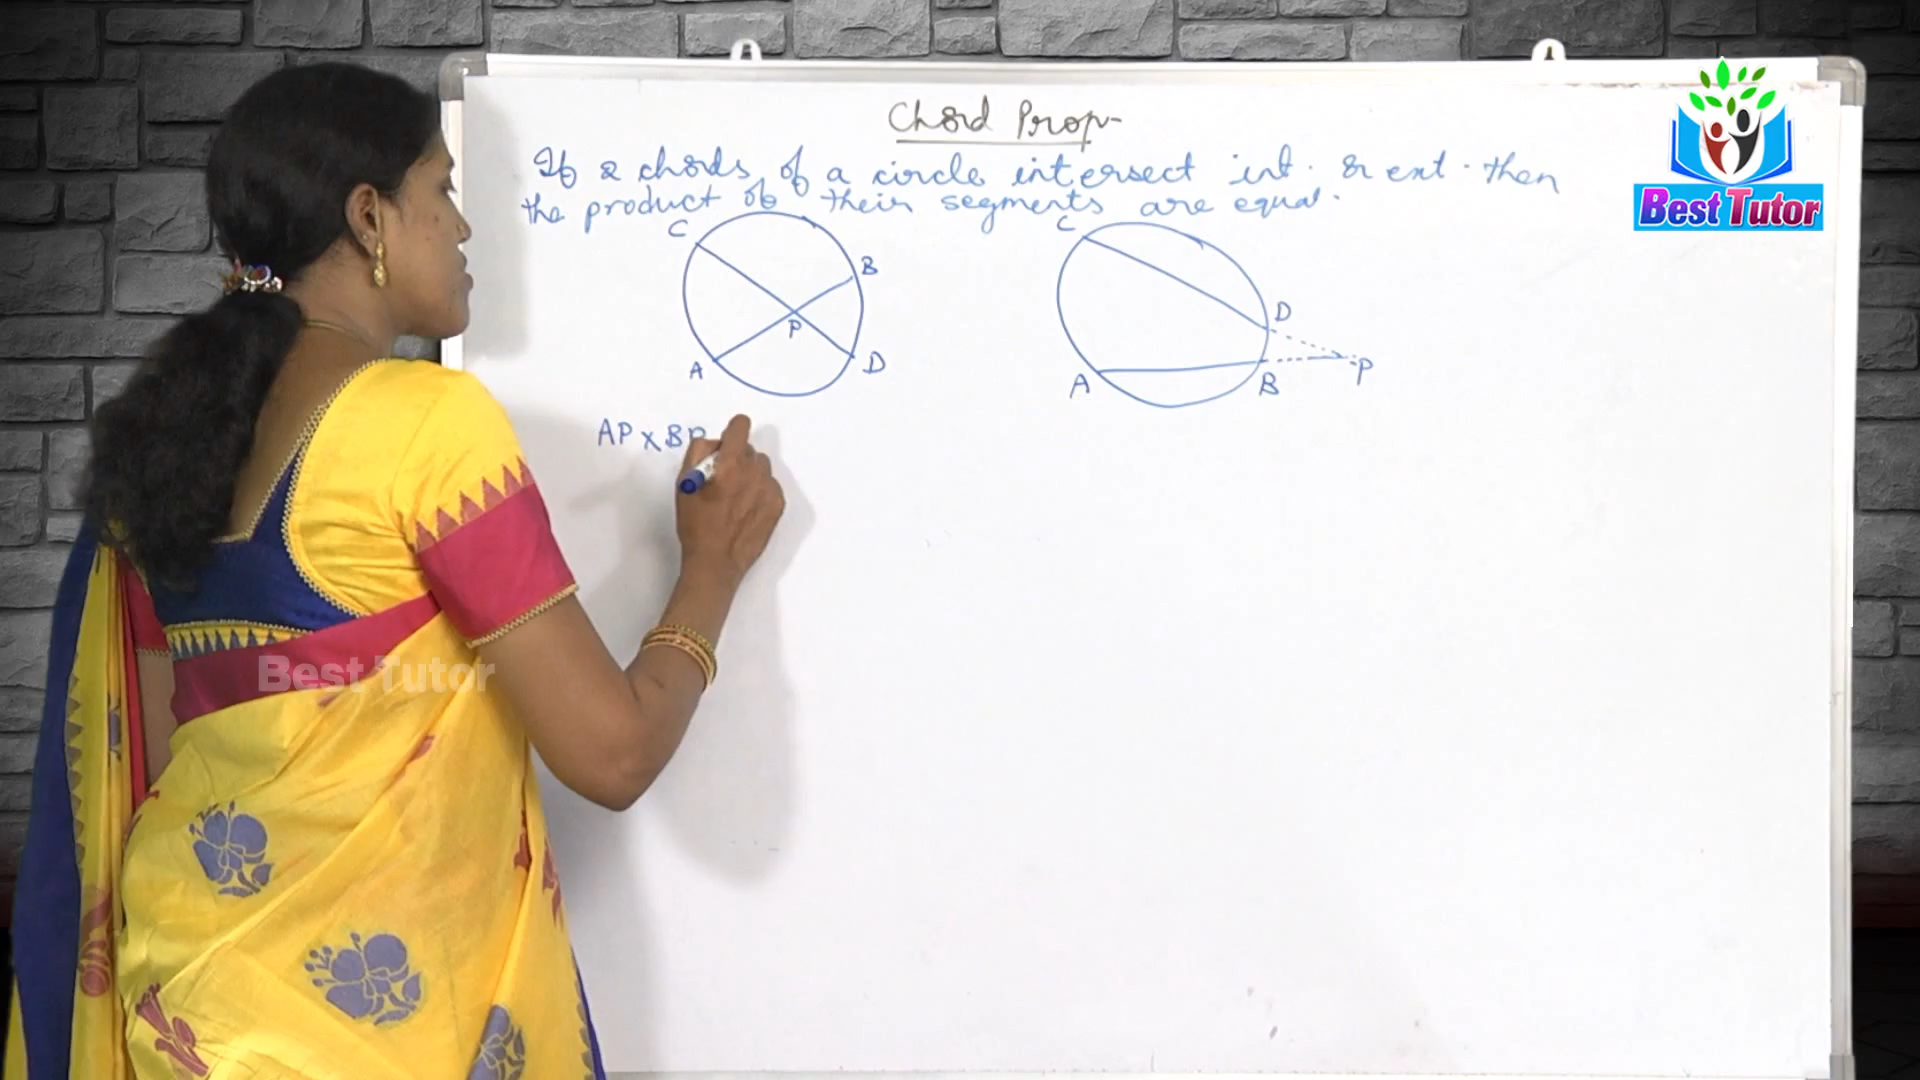 Chord Prop-
If 2 chords of a circle intersect int. or ext. then
the product of their segments are equal.
C
B
P
A
D
C
D
P
A
B
AP x BP
Best Tutor
Best Tutor